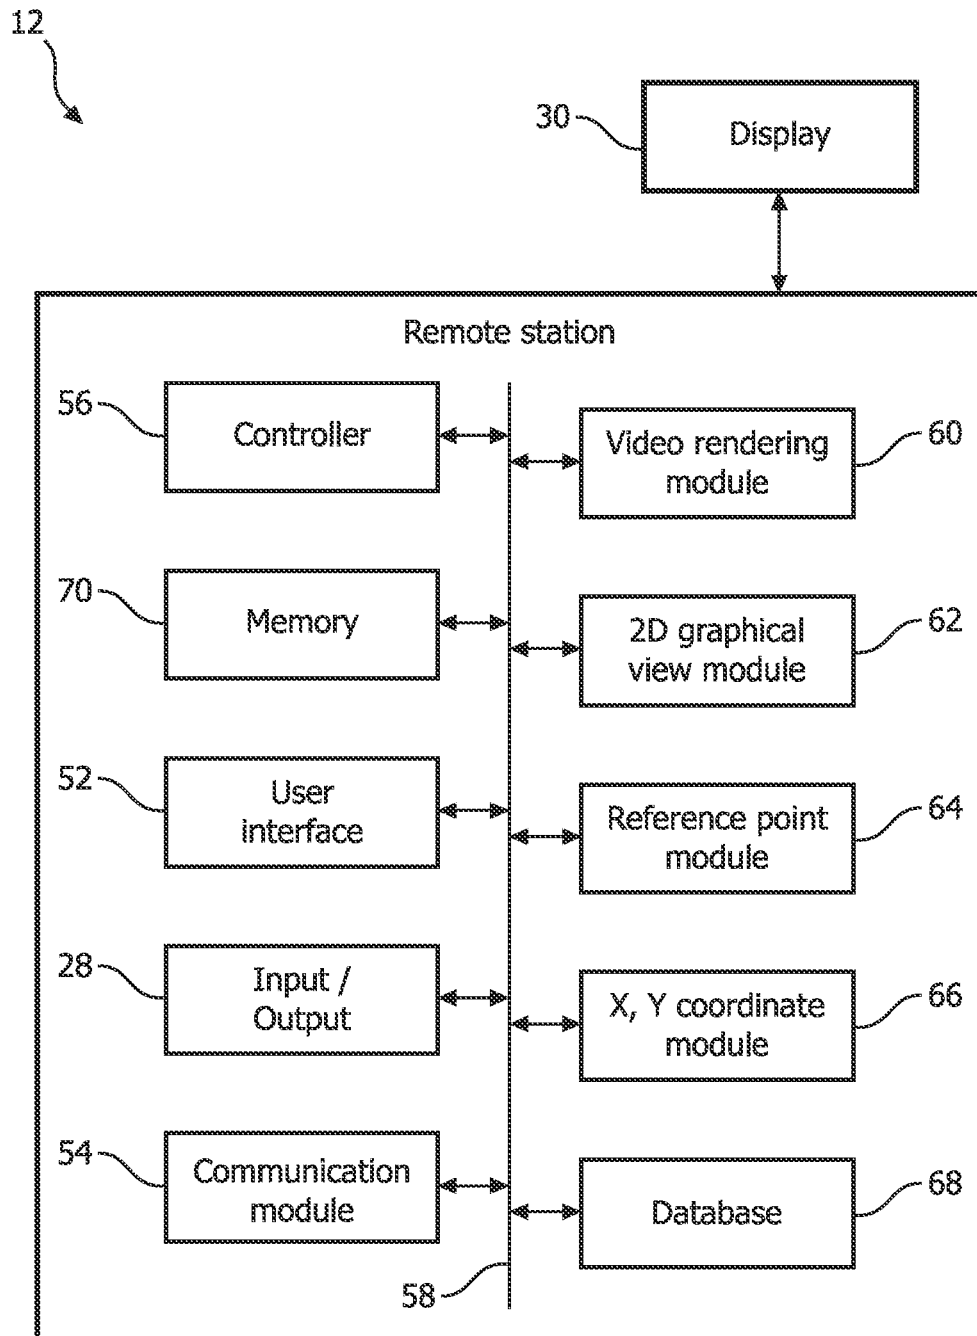 12
30
Display
Remote station
56
Controller
60
Video rendering
module
70
Memory
62
2D graphical
view module
52
User
interface
64
Reference point
module
28
Input /
Output
66
X, Y coordinate
module
54
Communication
module
68
Database
58